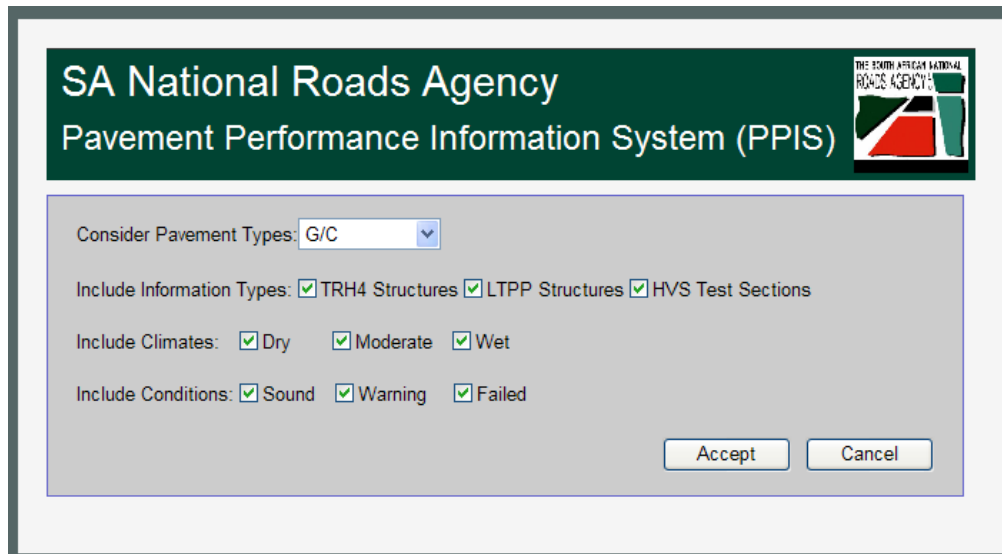 SA National Roads Agency
Pavement Performance Information System (PPIS)
THE SOUTH AFRICAN NATIONAL
ROADS AGENCY
Consider Pavement Types: G/C
Include Information Types: TRH4 Structures LTPP Structures HVS Test Sections
Include Climates: Dry Moderate Wet
Include Conditions: Sound Warning Failed
Accept Cancel